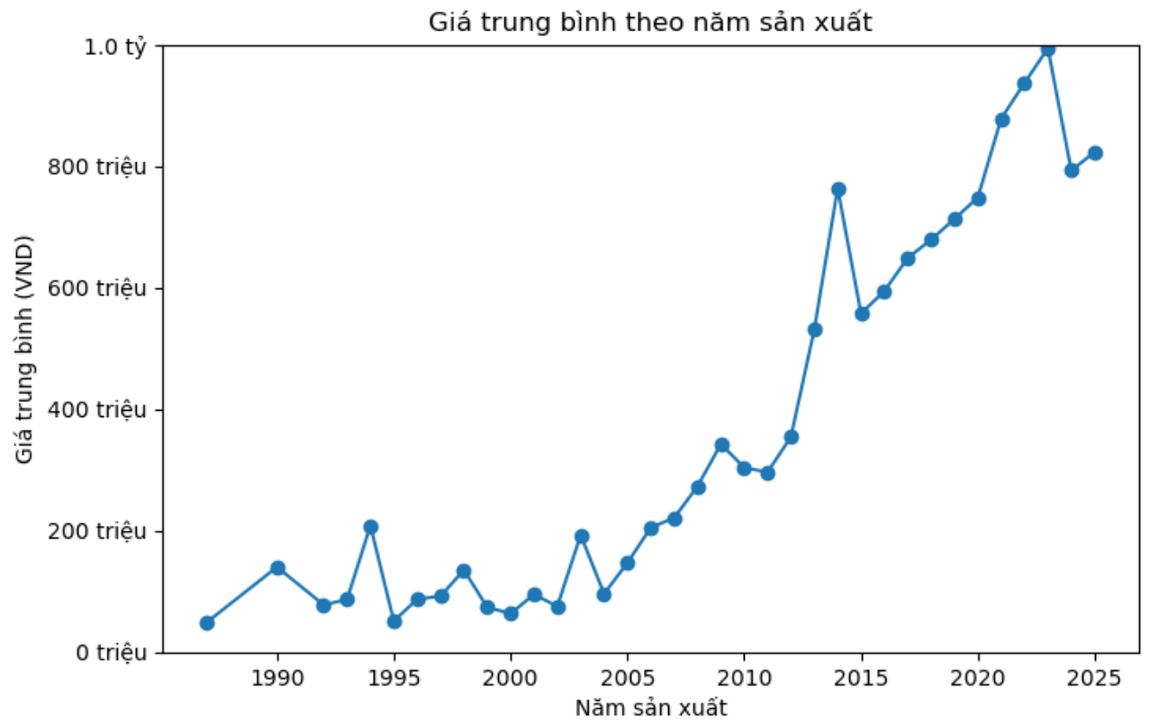 Giá trung bình theo năm sản xuất
1.0 tỷ
800 triệu
600 triệu
400 triệu
200 triệu
0 triệu
Giá trung bình (VND)
1990 1995 2000 2005 2010 2015 2020 2025
Năm sản xuất